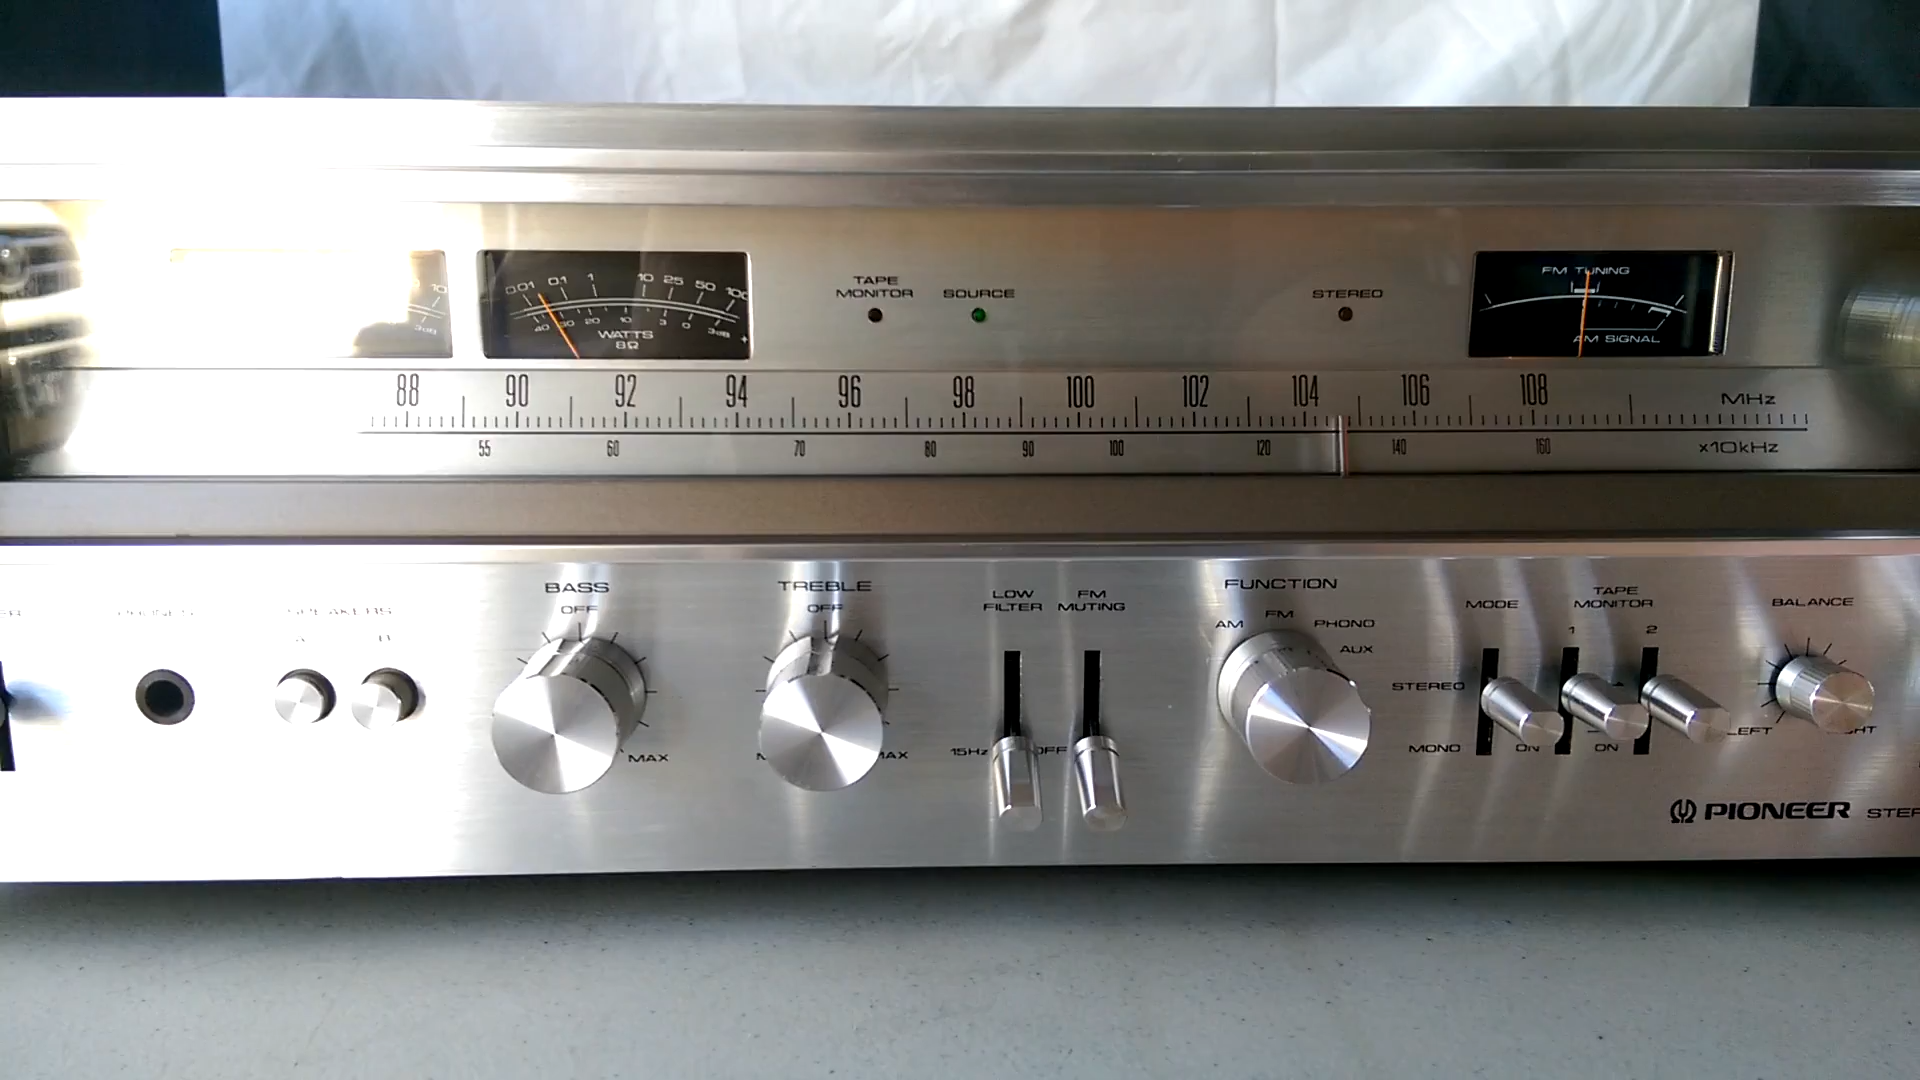 10
3dB
0.01 0.1 1 10 25 50 100
40 30 20 10 3 0 3dB
WATTS
8Ω
TAPE
MONITOR
SOURCE
STEREO
FM TUNING
AM SIGNAL
88 90 92 94 96 98 100 102 104 106 108 MHz
55 60 70 80 90 100 120 140 160 x10kHz
PHONES
SPEAKERS
A B
BASS
OFF
MAX
TREBLE
OFF
LOW
FILTER
15Hz
FM
MUTING
OFF
FUNCTION
AM FM PHONO
AUX
MODE
STEREO
MONO
TAPE
MONITOR
1 2
ON ON
BALANCE
LEFT
PIONEER